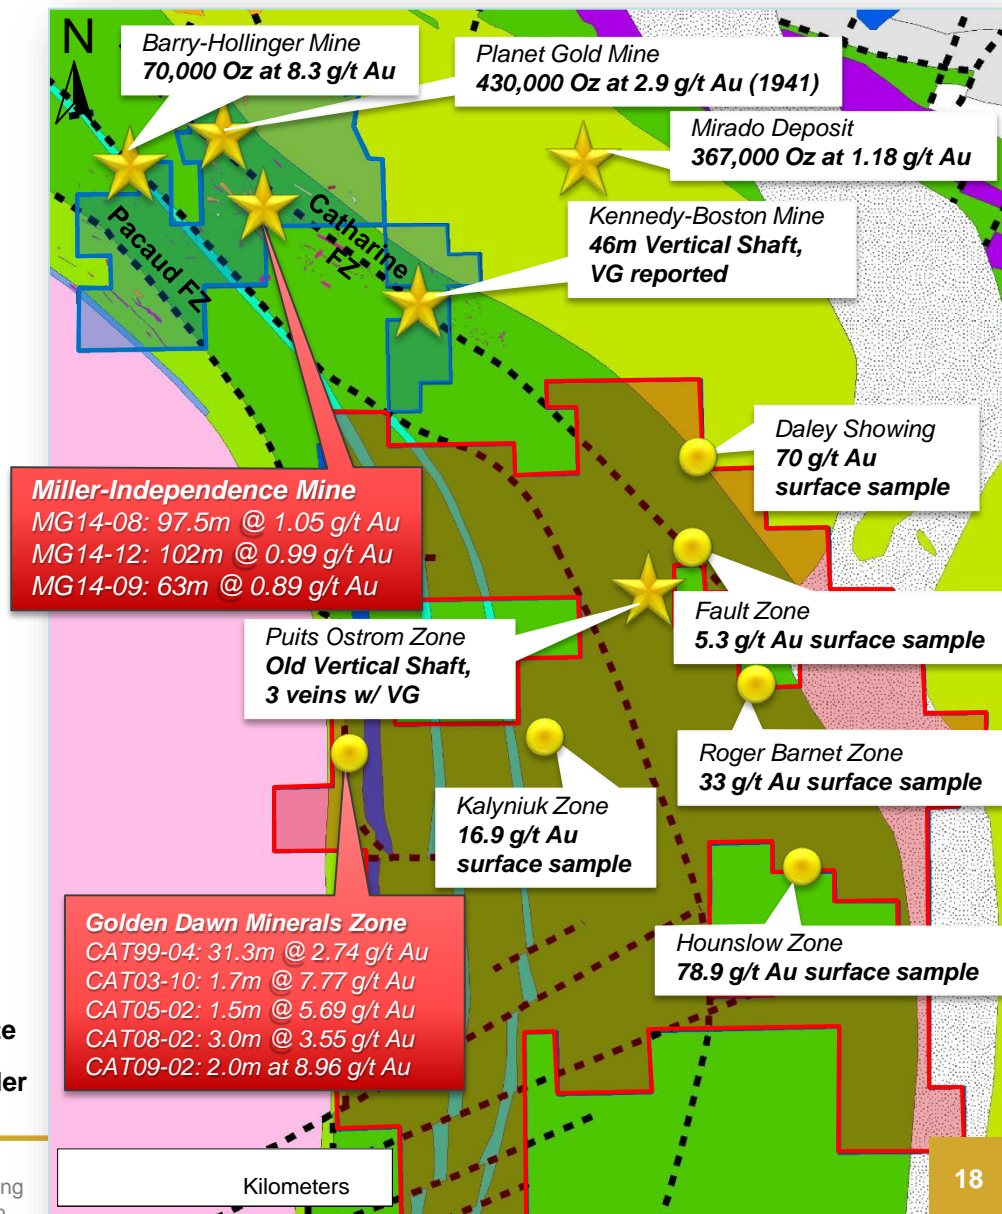 N
Barry-Hollinger Mine
70,000 Oz at 8.3 g/t Au
Planet Gold Mine
430,000 Oz at 2.9 g/t Au (1941)
Mirado Deposit
367,000 Oz at 1.18 g/t Au
Kennedy-Boston Mine
46m Vertical Shaft,
VG reported
Pacaud FZ
Catharine
FZ
Daley Showing
70 g/t Au
surface sample
Miller-Independence Mine
MG14-08: 97.5m @ 1.05 g/t Au
MG14-12: 102m @ 0.99 g/t Au
MG14-09: 63m @ 0.89 g/t Au
Fault Zone
5.3 g/t Au surface sample
Puits Ostrom Zone
Old Vertical Shaft,
3 veins w/ VG
Roger Barnet Zone
33 g/t Au surface sample
Kalyniuk Zone
16.9 g/t Au
surface sample
Golden Dawn Minerals Zone
CAT99-04: 31.3m @ 2.74 g/t Au
CAT03-10: 1.7m @ 7.77 g/t Au
CAT05-02: 1.5m @ 5.69 g/t Au
CAT08-02: 3.0m @ 3.55 g/t Au
CAT09-02: 2.0m at 8.96 g/t Au
Hounslow Zone
78.9 g/t Au surface sample
Kilometers
18